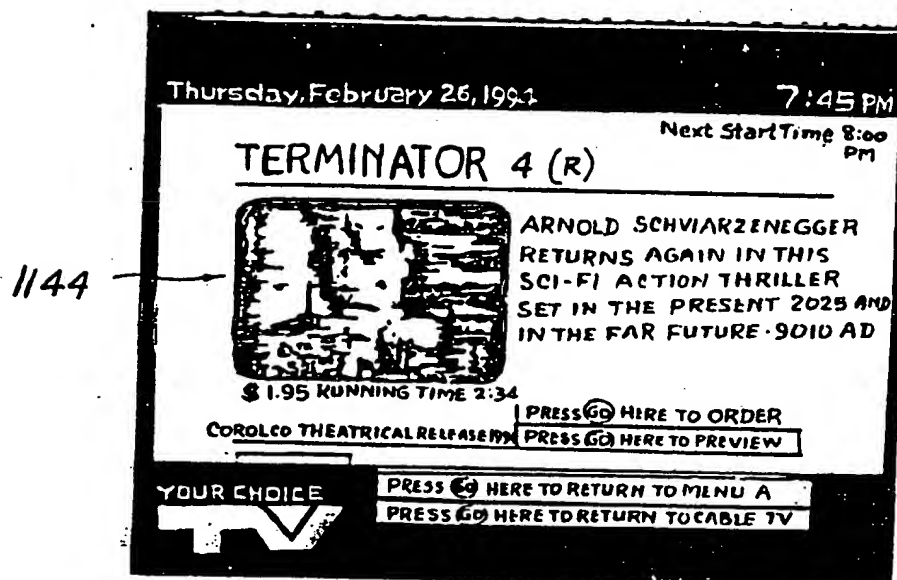 Thursday, February 26, 199
7:45 PM
Next Start Time 8:00
PM
TERMINATOR 4 (R)
1144
ARNOLD SCHVIARZENEGGER
RETURNS AGAIN IN THIS
SCI-FI ACTION THRILLER
SET IN THE PRESENT 2025 AND
IN THE FAR FUTURE · 9010 AD
$ 1.95 RUNNING TIME 2:34
PRESS GO HERE TO ORDER
COROLCO THEATRICAL RELEASE
PRESS GO HERE TO PREVIEW
YOUR CHOICE
TV
PRESS GO HERE TO RETURN TO MENU A
PRESS GO HERE TO RETURN TO CABLE TV